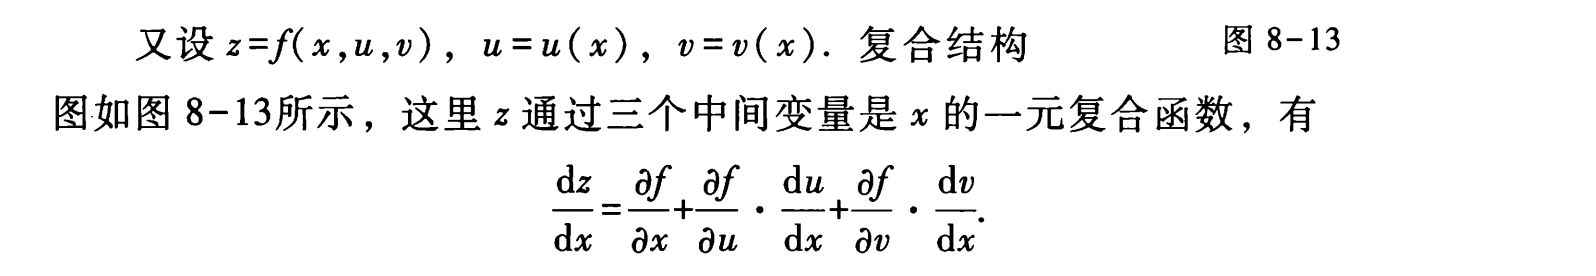 又设 z=f(x,u,v), u=u(x), v=v(x). 复合结构 图 8-13
图如图 8-13所示, 这里 z 通过三个中间变量是 x 的一元复合函数, 有
dz/dx=∂f/∂x+∂f/∂u · du/dx+∂f/∂v · dv/dx.